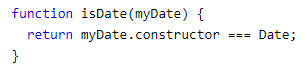 function isDate(myDate) {
  return myDate.constructor === Date;
}